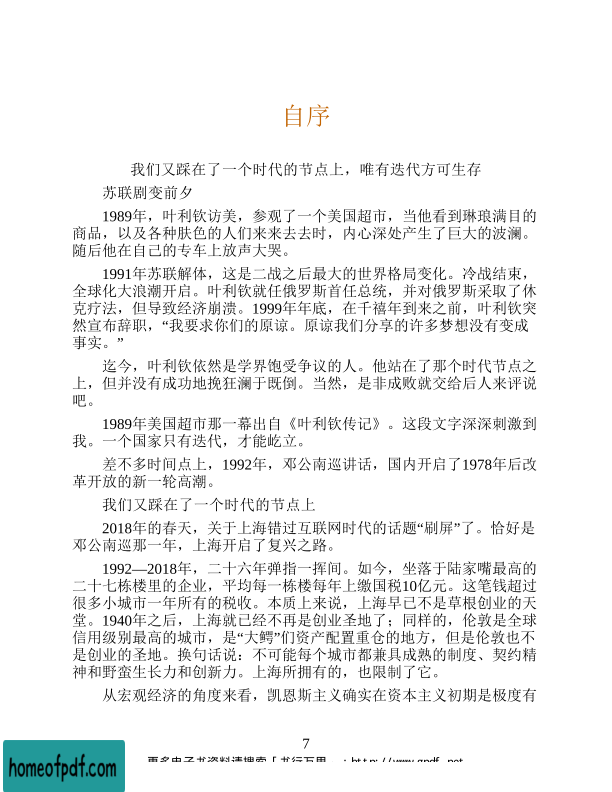 自序
我们又踩在了一个时代的节点上，唯有迭代方可生存
苏联剧变前夕
1989年，叶利钦访美，参观了一个美国超市，当他看到琳琅满目的
商品，以及各种肤色的人们来来去去时，内心深处产生了巨大的波澜。
随后他在自己的专车上放声大哭。
1991年苏联解体，这是二战之后最大的世界格局变化。冷战结束，
全球化大浪潮开启。叶利钦就任俄罗斯首任总统，并对俄罗斯采取了休
克疗法，但导致经济崩溃。1999年年底，在千禧年到来之前，叶利钦突
然宣布辞职，“我要求你们的原谅。原谅我们分享的许多梦想没有变成
事实。”
迄今，叶利钦依然是学界饱受争议的人。他站在了那个时代节点之
上，但并没有成功地挽狂澜于既倒。当然，是非成败就交给后人来评说
吧。
1989年美国超市那一幕出自《叶利钦传记》。这段文字深深刺激到
我。一个国家只有迭代，才能屹立。
差不多时间点上，1992年，邓公南巡讲话，国内开启了1978年后改
革开放的新一轮高潮。
我们又踩在了一个时代的节点上
2018年的春天，关于上海错过互联网时代的话题“刷屏”了。恰好是
邓公南巡那一年，上海开启了复兴之路。
1992—2018年，二十六年弹指一挥间。如今，坐落于陆家嘴最高的
二十七栋楼里的企业，平均每一栋楼每年上缴国税10亿元。这笔钱超过
很多小城市一年所有的税收。本质上来说，上海早已不是草根创业的天
堂。1940年之后，上海就已经不再是创业圣地了；同样的，伦敦是全球
信用级别最高的城市，是“大鳄”们资产配置重仓的地方，但是伦敦也不
是创业的圣地。换句话说：不可能每个城市都兼具成熟的制度、契约精
神和野蛮生长力和创新力。上海所拥有的，也限制了它。
从宏观经济的角度来看，凯恩斯主义确实在资本主义初期是极度有
7
homeofpdf.com